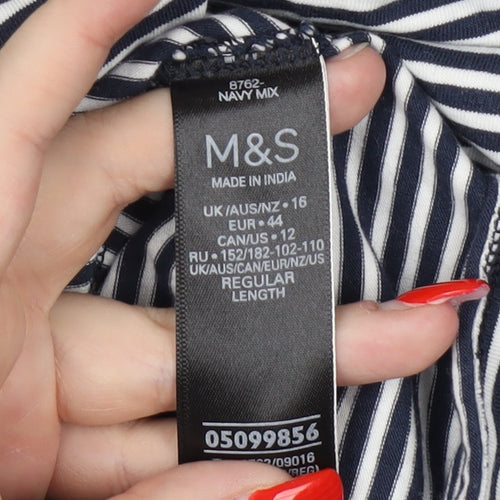 8762-
NAVY MIX
M&S
MADE IN INDIA
UK/AUS/NZ • 16
EUR • 44
CAN/US • 12
RU • 152/182-102-110
UK/AUS/CAN/EUR/NZ/US
REGULAR
LENGTH
05099856
/09016